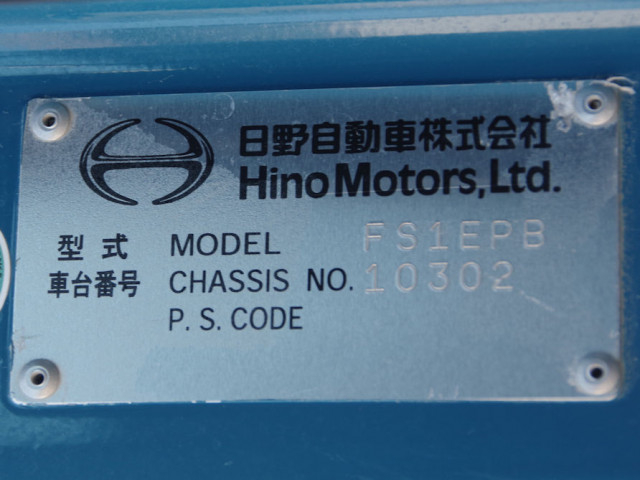 日野自動車株式会社
Hino Motors, Ltd.
型式 MODEL FS1EPB
車台番号 CHASSIS NO. 10302
P. S. CODE